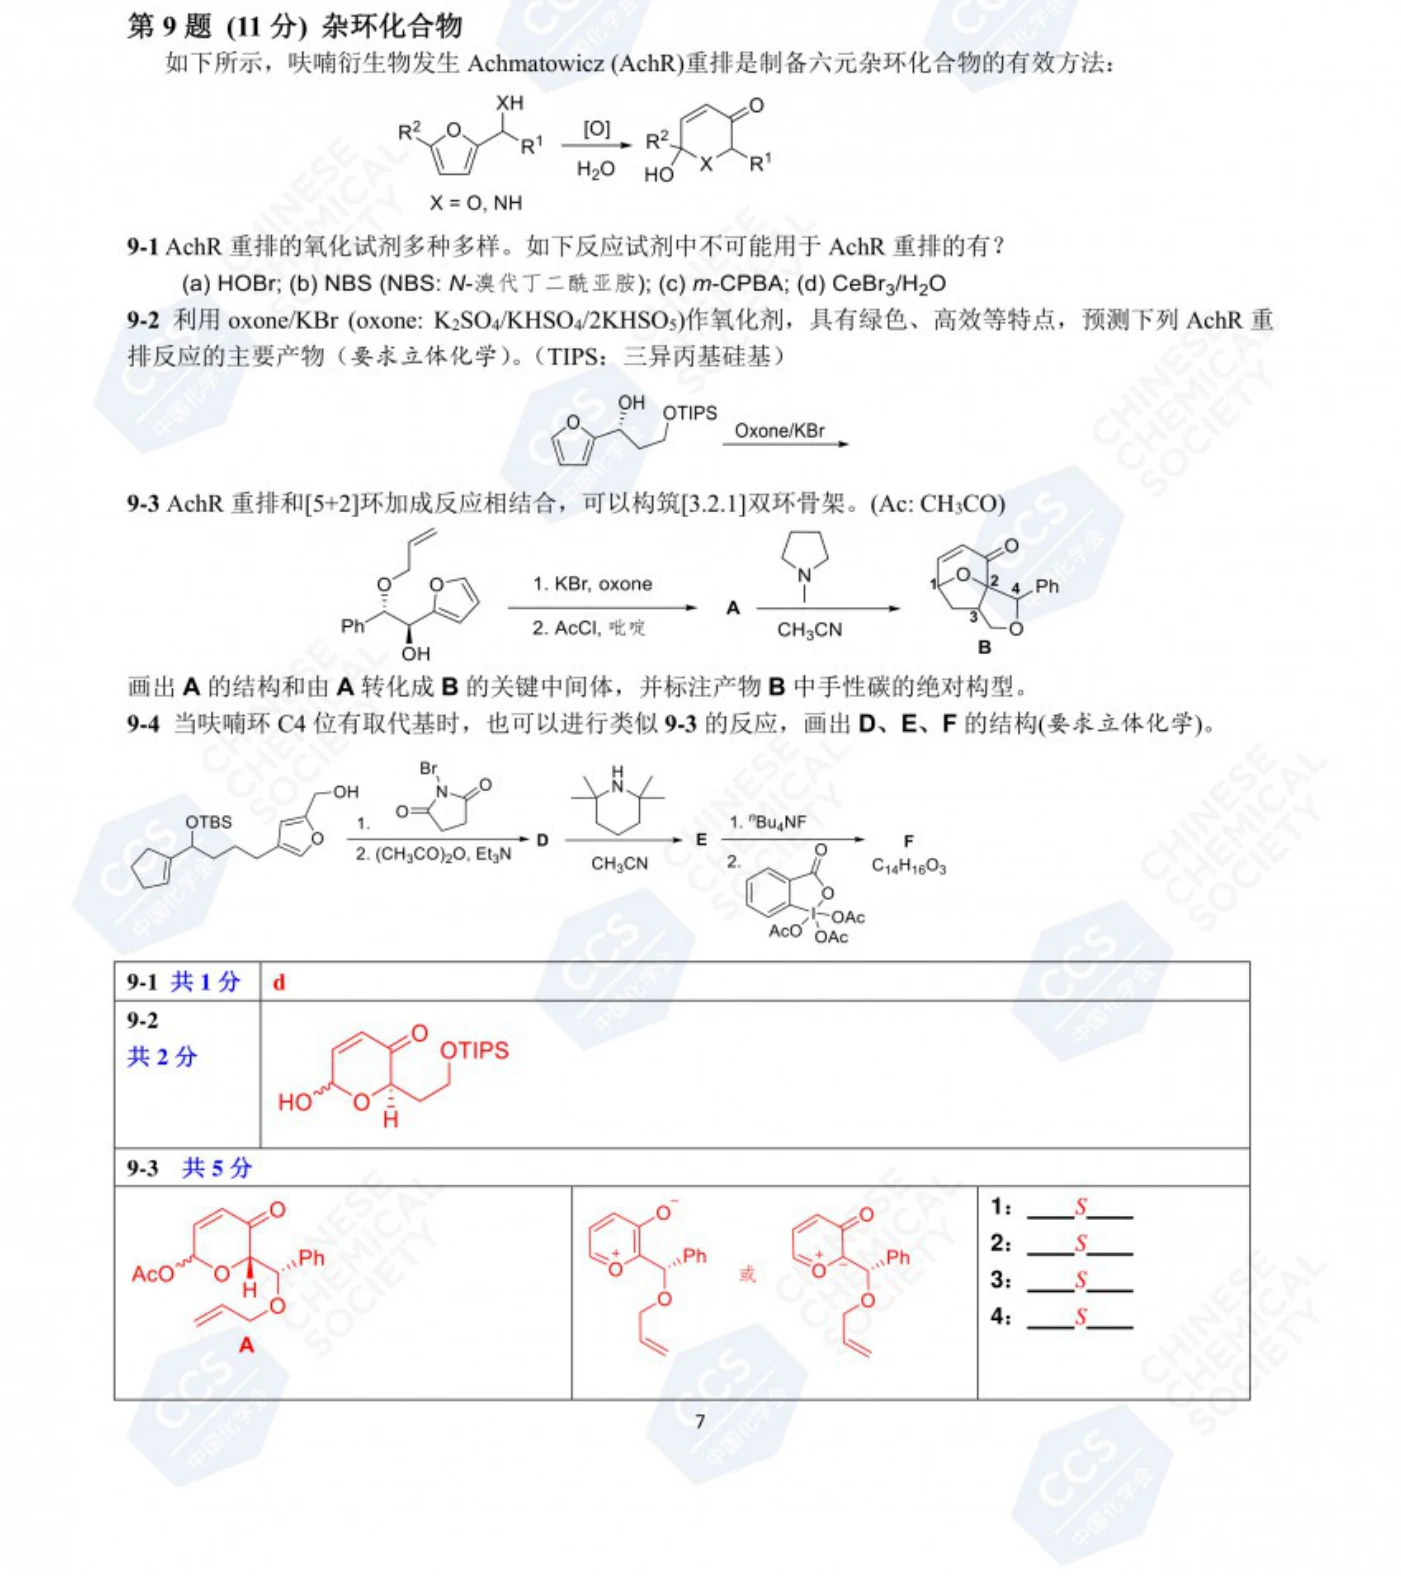 第 9 题 (11 分) 杂环化合物
如下所示，呋喃衍生物发生 Achmatowicz (AchR)重排是制备六元杂环化合物的有效方法：
XH
R² O R¹
[O]
H₂O
O
R²
HO X R¹
X = O, NH
9-1 AchR 重排的氧化试剂多种多样。如下反应试剂中不可能用于 AchR 重排的有？
(a) HOBr; (b) NBS (NBS: N-溴代丁二酰亚胺); (c) m-CPBA; (d) CeBr₃/H₂O
9-2 利用 oxone/KBr (oxone: K₂SO₄/KHSO₄/2KHSO₅)作氧化剂，具有绿色、高效等特点，预测下列 AchR 重
排反应的主要产物（要求立体化学）。（TIPS：三异丙基硅基）
OH
OTIPS
O
Oxone/KBr
9-3 AchR 重排和[5+2]环加成反应相结合，可以构筑[3.2.1]双环骨架。(Ac: CH₃CO)
O O
Ph
OH
1. KBr, oxone
2. AcCl, 吡啶
A
N
CH₃CN
O
1 O 2 4 Ph
3 O
B
画出 A 的结构和由 A 转化成 B 的关键中间体，并标注产物 B 中手性碳的绝对构型。
9-4 当呋喃环 C4 位有取代基时，也可以进行类似 9-3 的反应，画出 D、E、F 的结构(要求立体化学)。
OTBS
OH
O
Br
N
O O
1.
2. (CH₃CO)₂O, Et₃N
D
H
N
CH₃CN
E
1. ⁿBu₄NF
2.
O
O
I OAc
AcO OAc
F
C₁₄H₁₆O₃
9-1 共 1 分 d
9-2
共 2 分
O
OTIPS
HO O
H
9-3 共 5 分
O
Ph
AcO O
H
O
A
O⁻
+
O
Ph
O
或
O
+
O
−
Ph
O
1: S
2: S
3: S
4: S
7
CCS
中国化学会
CHINESE
CHEMICAL
SOCIETY